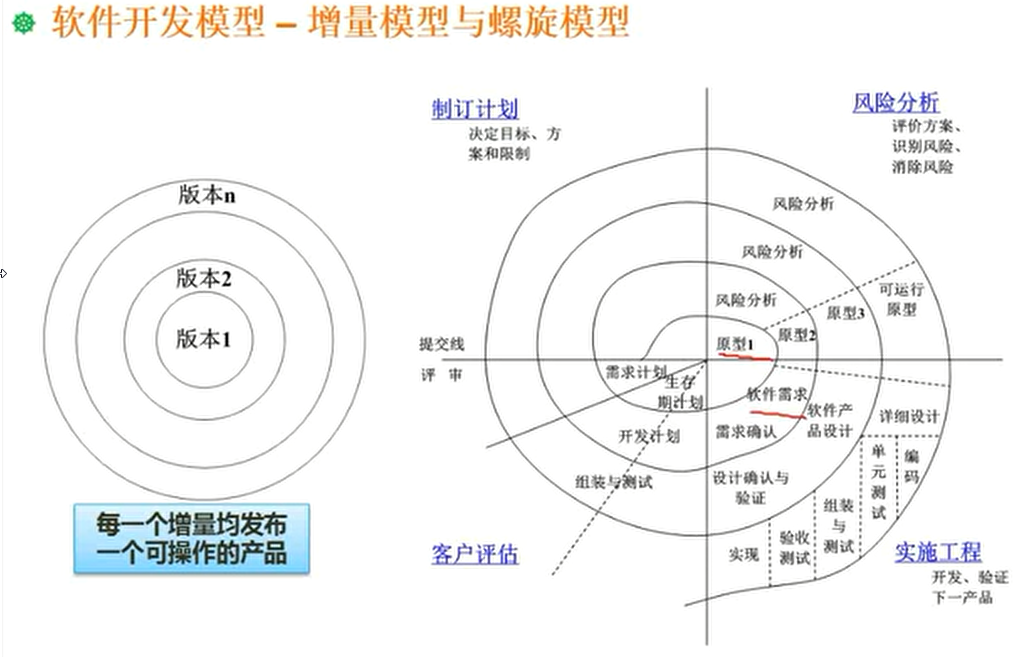 软件开发模型 – 增量模型与螺旋模型
版本n
版本2
版本1
每一个增量均发布
一个可操作的产品
制订计划
决定目标、方
案和限制
风险分析
评价方案、
识别风险、
消除风险
风险分析
风险分析
风险分析
可运行
原型
原型3
原型2
原型1
提交线
评 审
需求计划
生存
期计划
软件需求
软件产
品设计
详细设计
开发计划
需求确认
单
元
测
试
编
码
组装与测试
设计确认与
验证
组装
与
测试
验收
测试
实现
客户评估
实施工程
开发、验证
下一产品